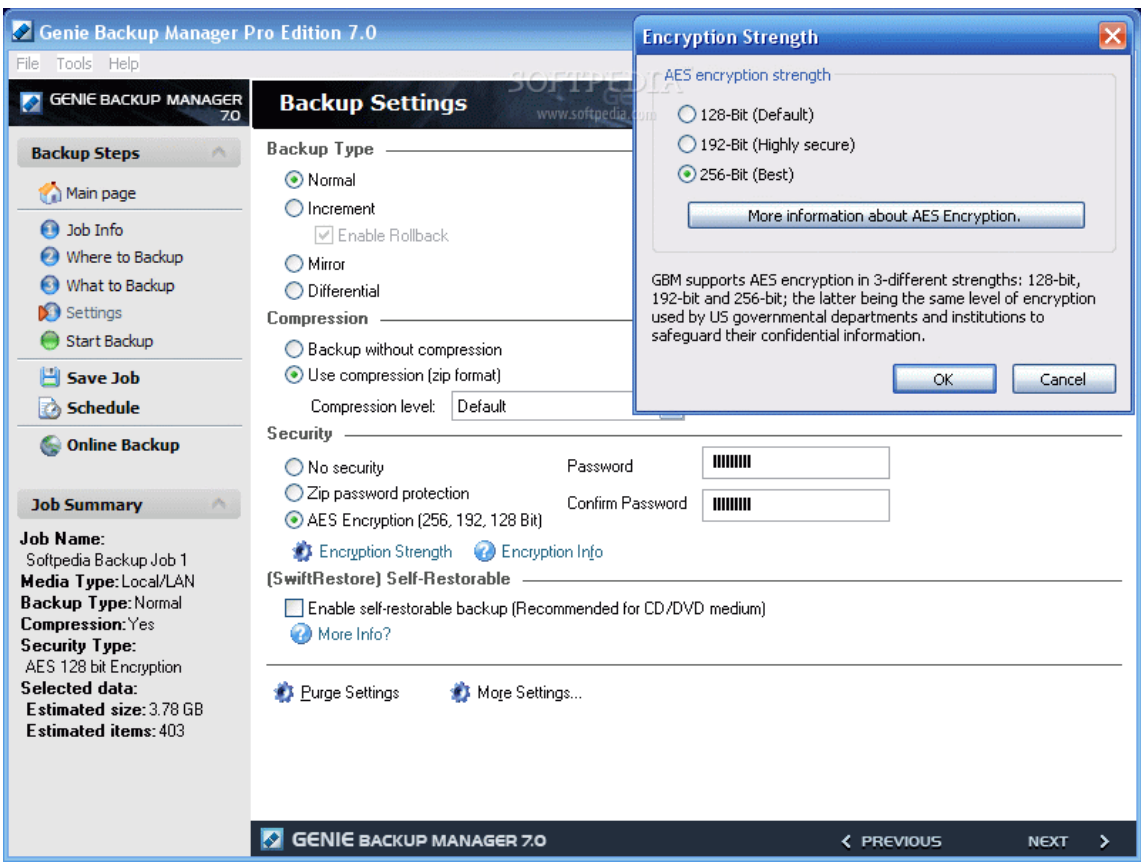 Genie Backup Manager Pro Edition 7.0
File Tools Help
GENIE BACKUP MANAGER
7.0
Backup Steps
Main page
1 Job Info
2 Where to Backup
3 What to Backup
Settings
Start Backup
Save Job
Schedule
Online Backup
Job Summary
Job Name:
Softpedia Backup Job 1
Media Type: Local/LAN
Backup Type: Normal
Compression: Yes
Security Type:
AES 128 bit Encryption
Selected data:
Estimated size: 3.78 GB
Estimated items: 403
Backup Settings
SOFTPEDIA
www.softpedia.com
Backup Type
Normal
Increment
Enable Rollback
Mirror
Differential
Compression
Backup without compression
Use compression (zip format)
Compression level: Default
Security
No security
Zip password protection
AES Encryption (256, 192, 128 Bit)
Password
Confirm Password
Encryption Strength ? Encryption Info
(SwiftRestore) Self-Restorable
Enable self-restorable backup (Recommended for CD/DVD medium)
? More Info?
Purge Settings More Settings...
GENIE BACKUP MANAGER 7.0
< PREVIOUS NEXT >
Encryption Strength
AES encryption strength
128-Bit (Default)
192-Bit (Highly secure)
256-Bit (Best)
More information about AES Encryption.
GBM supports AES encryption in 3-different strengths: 128-bit,
192-bit and 256-bit; the latter being the same level of encryption
used by US governmental departments and institutions to
safeguard their confidential information.
OK Cancel